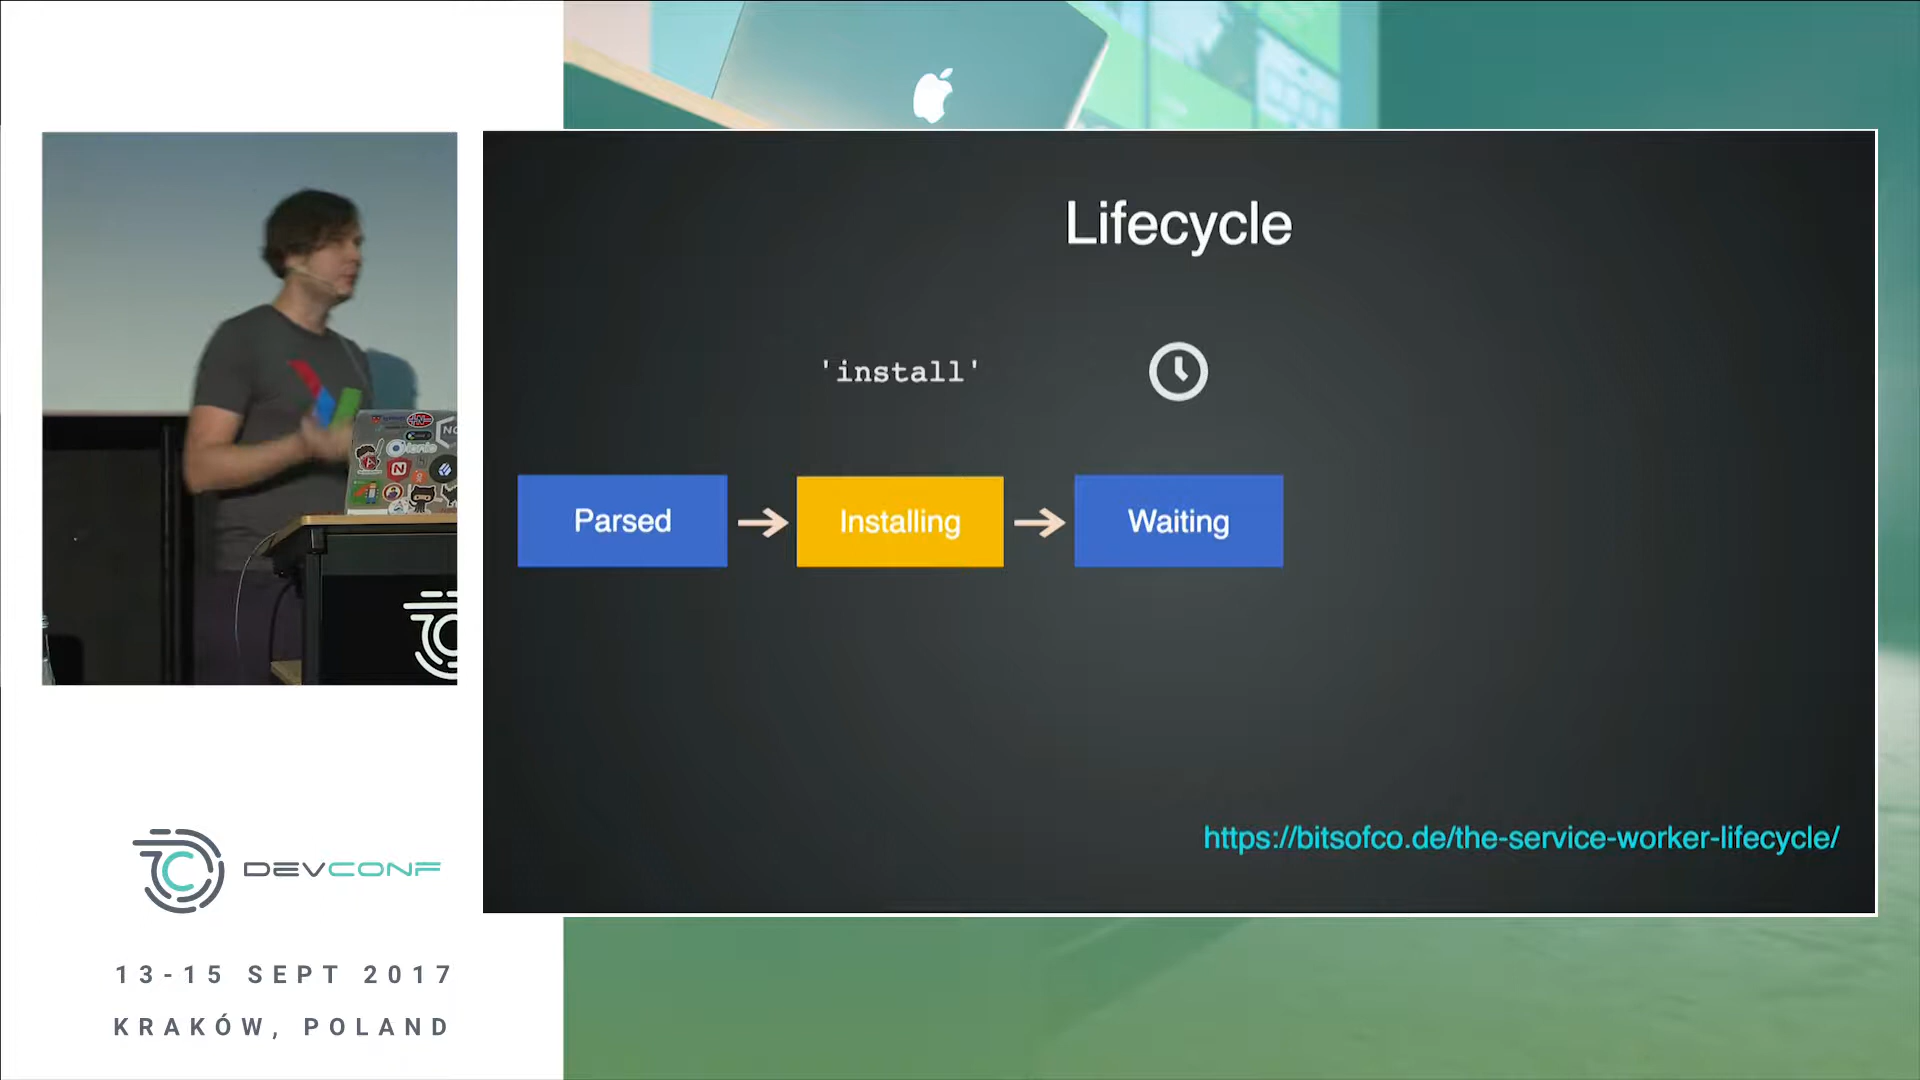 Lifecycle
'install'
Parsed
Installing
Waiting
https://bitsofco.de/the-service-worker-lifecycle/
DEVCONF
13-15 SEPT 2017
KRAKÓW, POLAND